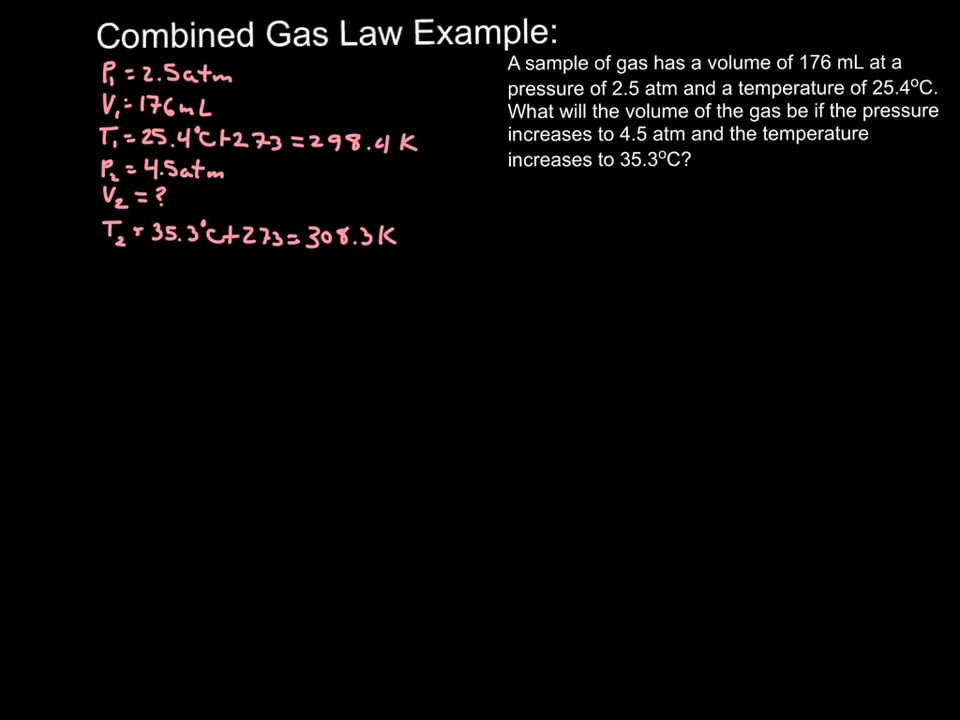 Combined Gas Law Example:
P₁ = 2.5atm
V₁ = 176mL
T₁ = 25.4°C+273 = 298.4 K
P₂ = 4.5atm
V₂ = ?
T₂ = 35.3°C+273 = 308.3K
A sample of gas has a volume of 176 mL at a
pressure of 2.5 atm and a temperature of 25.4°C.
What will the volume of the gas be if the pressure
increases to 4.5 atm and the temperature
increases to 35.3°C?